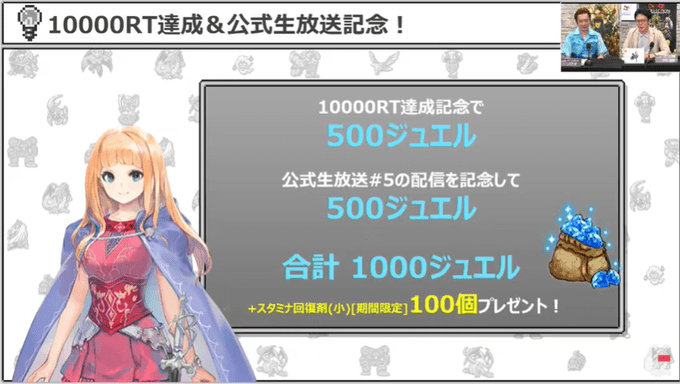 10000RT達成＆公式生放送記念！
10000RT達成記念で
500ジュエル
公式生放送#5の配信を記念して
500ジュエル
合計 1000ジュエル
+スタミナ回復剤(小)[期間限定]100個プレゼント！